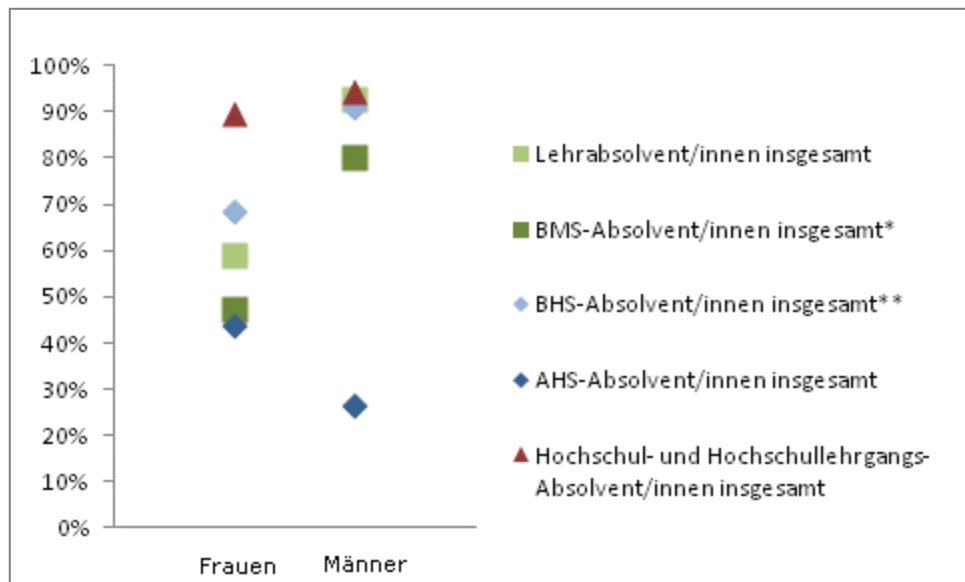 100%
90%
80%
70%
60%
50%
40%
30%
20%
10%
0%
Frauen Männer
Lehrabsolvent/innen insgesamt
BMS-Absolvent/innen insgesamt*
BHS-Absolvent/innen insgesamt**
AHS-Absolvent/innen insgesamt
Hochschul- und Hochschullehrgangs-
Absolvent/innen insgesamt